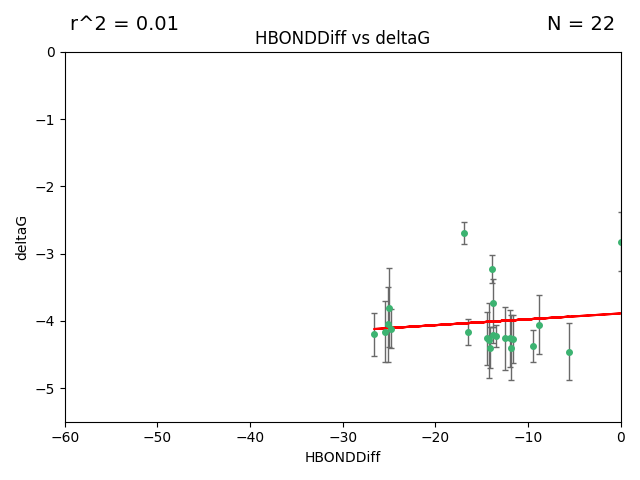 r^2 = 0.01
N = 22
HBONDDiff vs deltaG
deltaG
0
−1
−2
−3
−4
−5
−60
−50
−40
−30
−20
−10
0
HBONDDiff